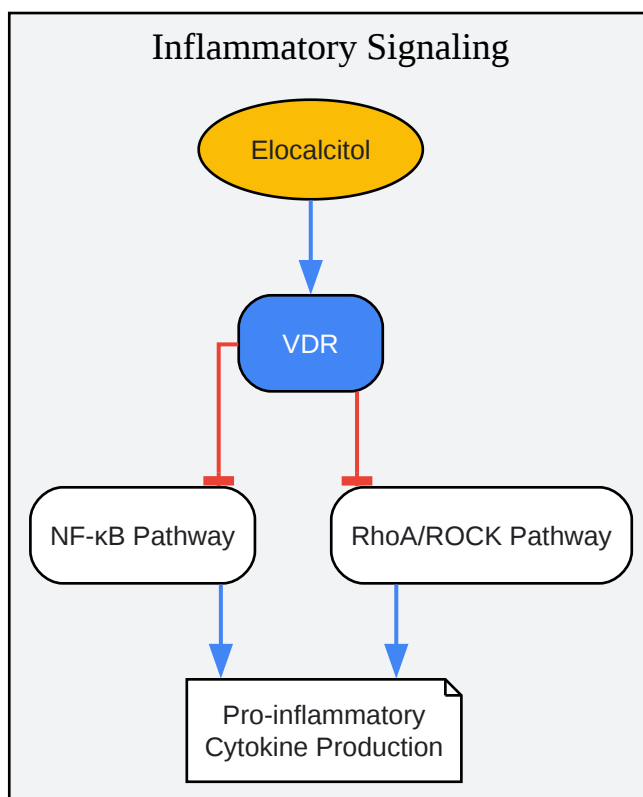 Inflammatory Signaling
Elocalcitol
VDR
NF-κB Pathway
RhoA/ROCK Pathway
Pro-inflammatory
Cytokine Production